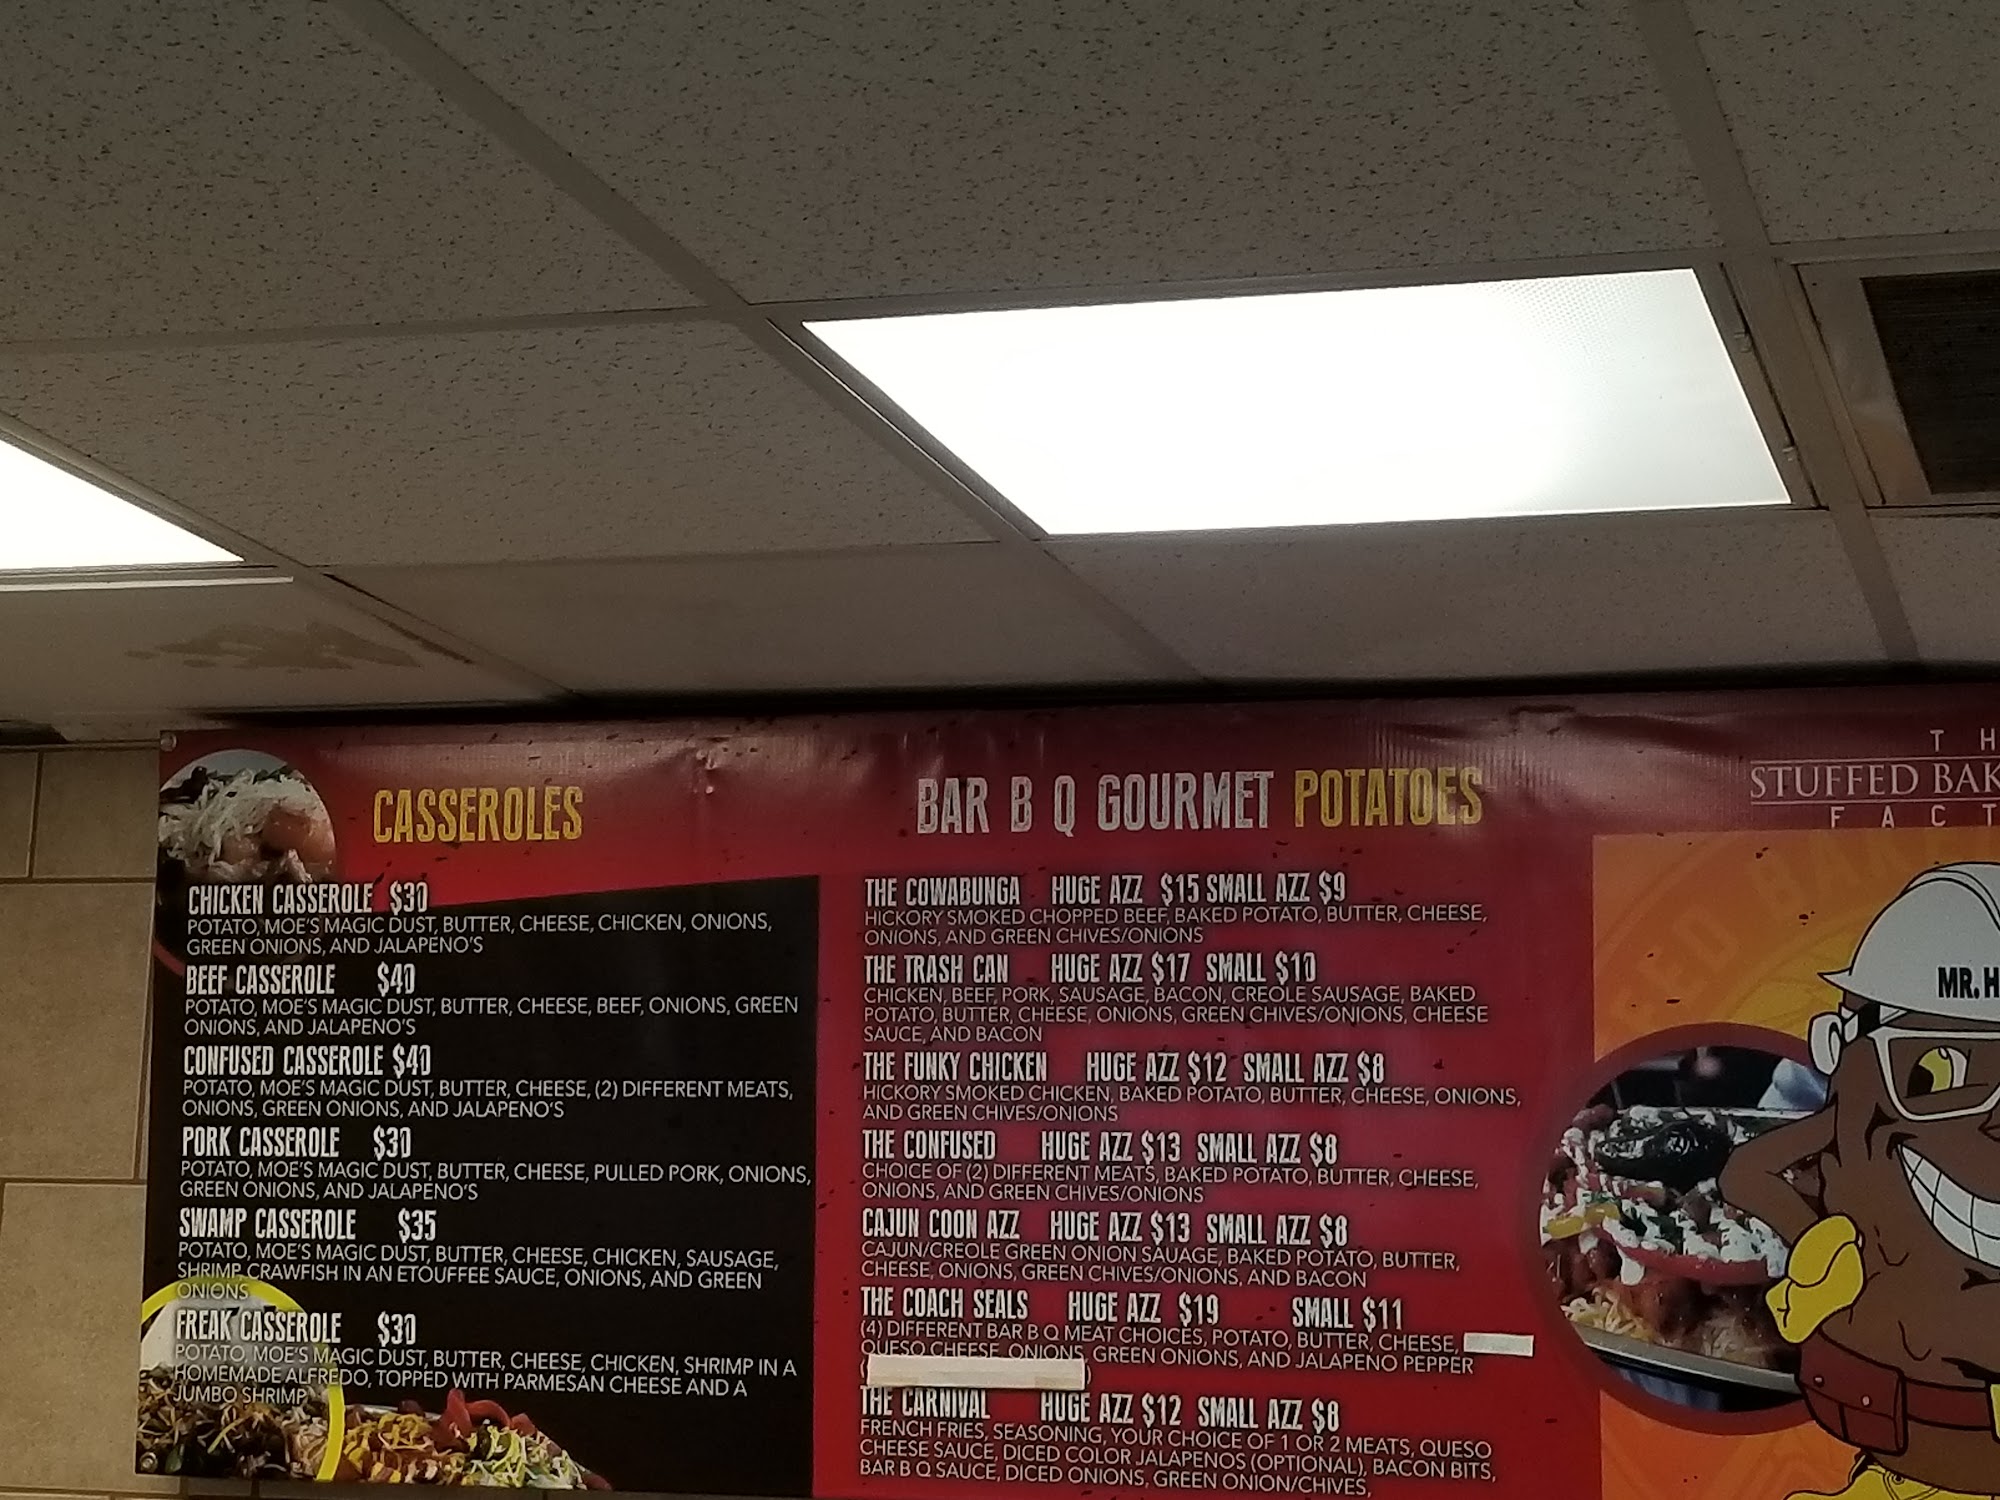 CASSEROLES
CHICKEN CASSEROLE $30
POTATO, MOE'S MAGIC DUST, BUTTER, CHEESE, CHICKEN, ONIONS,
GREEN ONIONS, AND JALAPENO'S
BEEF CASSEROLE $40
POTATO, MOE'S MAGIC DUST, BUTTER, CHEESE, BEEF, ONIONS, GREEN
ONIONS, AND JALAPENO'S
CONFUSED CASSEROLE $40
POTATO, MOE'S MAGIC DUST, BUTTER, CHEESE, (2) DIFFERENT MEATS,
ONIONS, GREEN ONIONS, AND JALAPENO'S
PORK CASSEROLE $30
POTATO, MOE'S MAGIC DUST, BUTTER, CHEESE, PULLED PORK, ONIONS,
GREEN ONIONS, AND JALAPENO'S
SWAMP CASSEROLE $35
POTATO, MOE'S MAGIC DUST, BUTTER, CHEESE, CHICKEN, SAUSAGE,
SHRIMP CRAWFISH IN AN ETOUFFEE SAUCE, ONIONS, AND GREEN
ONIONS
FREAK CASSEROLE $30
POTATO, MOE'S MAGIC DUST, BUTTER, CHEESE, CHICKEN, SHRIMP IN A
HOMEMADE ALFREDO, TOPPED WITH PARMESAN CHEESE AND A
JUMBO SHRIMP
BAR B Q GOURMET POTATOES
THE COWABUNGA HUGE AZZ $15 SMALL AZZ $9
HICKORY SMOKED CHOPPED BEEF, BAKED POTATO, BUTTER, CHEESE,
ONIONS, AND GREEN CHIVES/ONIONS
THE TRASH CAN HUGE AZZ $17 SMALL $10
CHICKEN, BEEF, PORK, SAUSAGE, BACON, CREOLE SAUSAGE, BAKED
POTATO, BUTTER, CHEESE, ONIONS, GREEN CHIVES/ONIONS, CHEESE
SAUCE, AND BACON
THE FUNKY CHICKEN HUGE AZZ $12 SMALL AZZ $8
HICKORY SMOKED CHICKEN, BAKED POTATO, BUTTER, CHEESE, ONIONS,
AND GREEN CHIVES/ONIONS
THE CONFUSED HUGE AZZ $13 SMALL AZZ $8
CHOICE OF (2) DIFFERENT MEATS, BAKED POTATO, BUTTER, CHEESE,
ONIONS, AND GREEN CHIVES/ONIONS
CAJUN COON AZZ HUGE AZZ $13 SMALL AZZ $8
CAJUN/CREOLE GREEN ONION SAUAGE, BAKED POTATO, BUTTER,
CHEESE, ONIONS, GREEN CHIVES/ONIONS, AND BACON
THE COACH SEALS HUGE AZZ $19 SMALL $11
(4) DIFFERENT BAR B Q MEAT CHOICES, POTATO, BUTTER, CHEESE,
QUESO CHEESE, ONIONS, GREEN ONIONS, AND JALAPENO PEPPER
( )
THE CARNIVAL HUGE AZZ $12 SMALL AZZ $8
FRENCH FRIES, SEASONING, YOUR CHOICE OF 1 OR 2 MEATS, QUESO
CHEESE SAUCE, DICED COLOR JALAPENOS (OPTIONAL), BACON BITS,
BAR B Q SAUCE, DICED ONIONS, GREEN ONION/CHIVES,
TH
STUFFED BAK
FACT
MR. H